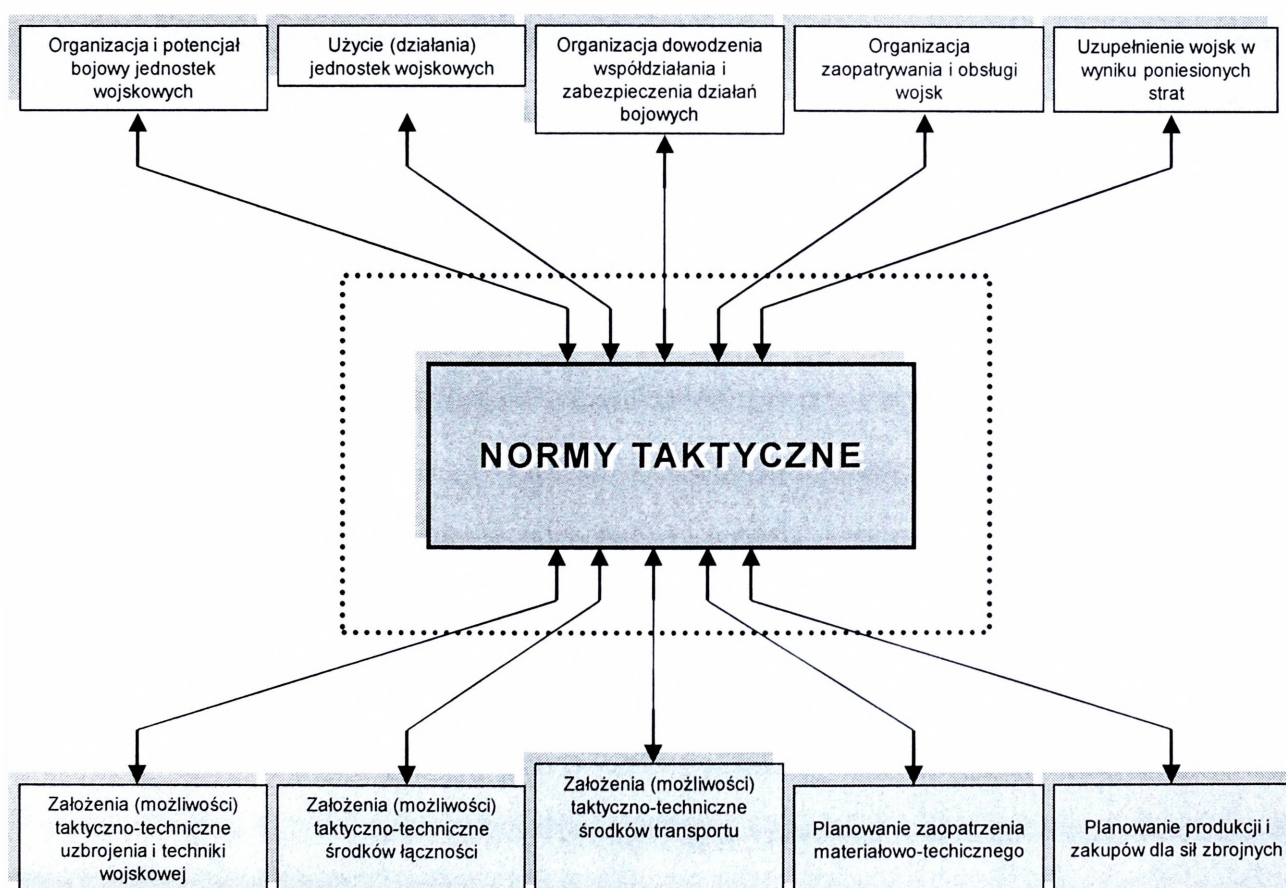 Organizacja i potencjał
bojowy jednostek
wojskowych
Użycie (działania)
jednostek wojskowych
Organizacja dowodzenia
współdziałania i
zabezpieczenia działań
bojowych
Organizacja
zaopatrywania i obsługi
wojsk
Uzupełnienie wojsk w
wyniku poniesionych
strat
NORMY TAKTYCZNE
Założenia (możliwości)
taktyczno-techniczne
uzbrojenia i techniki
wojskowej
Założenia (możliwości)
taktyczno-techniczne
środków łączności
Założenia (możliwości)
taktyczno-techniczne
środków transportu
Planowanie zaopatrzenia
materiałowo-techicznego
Planowanie produkcji i
zakupów dla sił zbrojnych